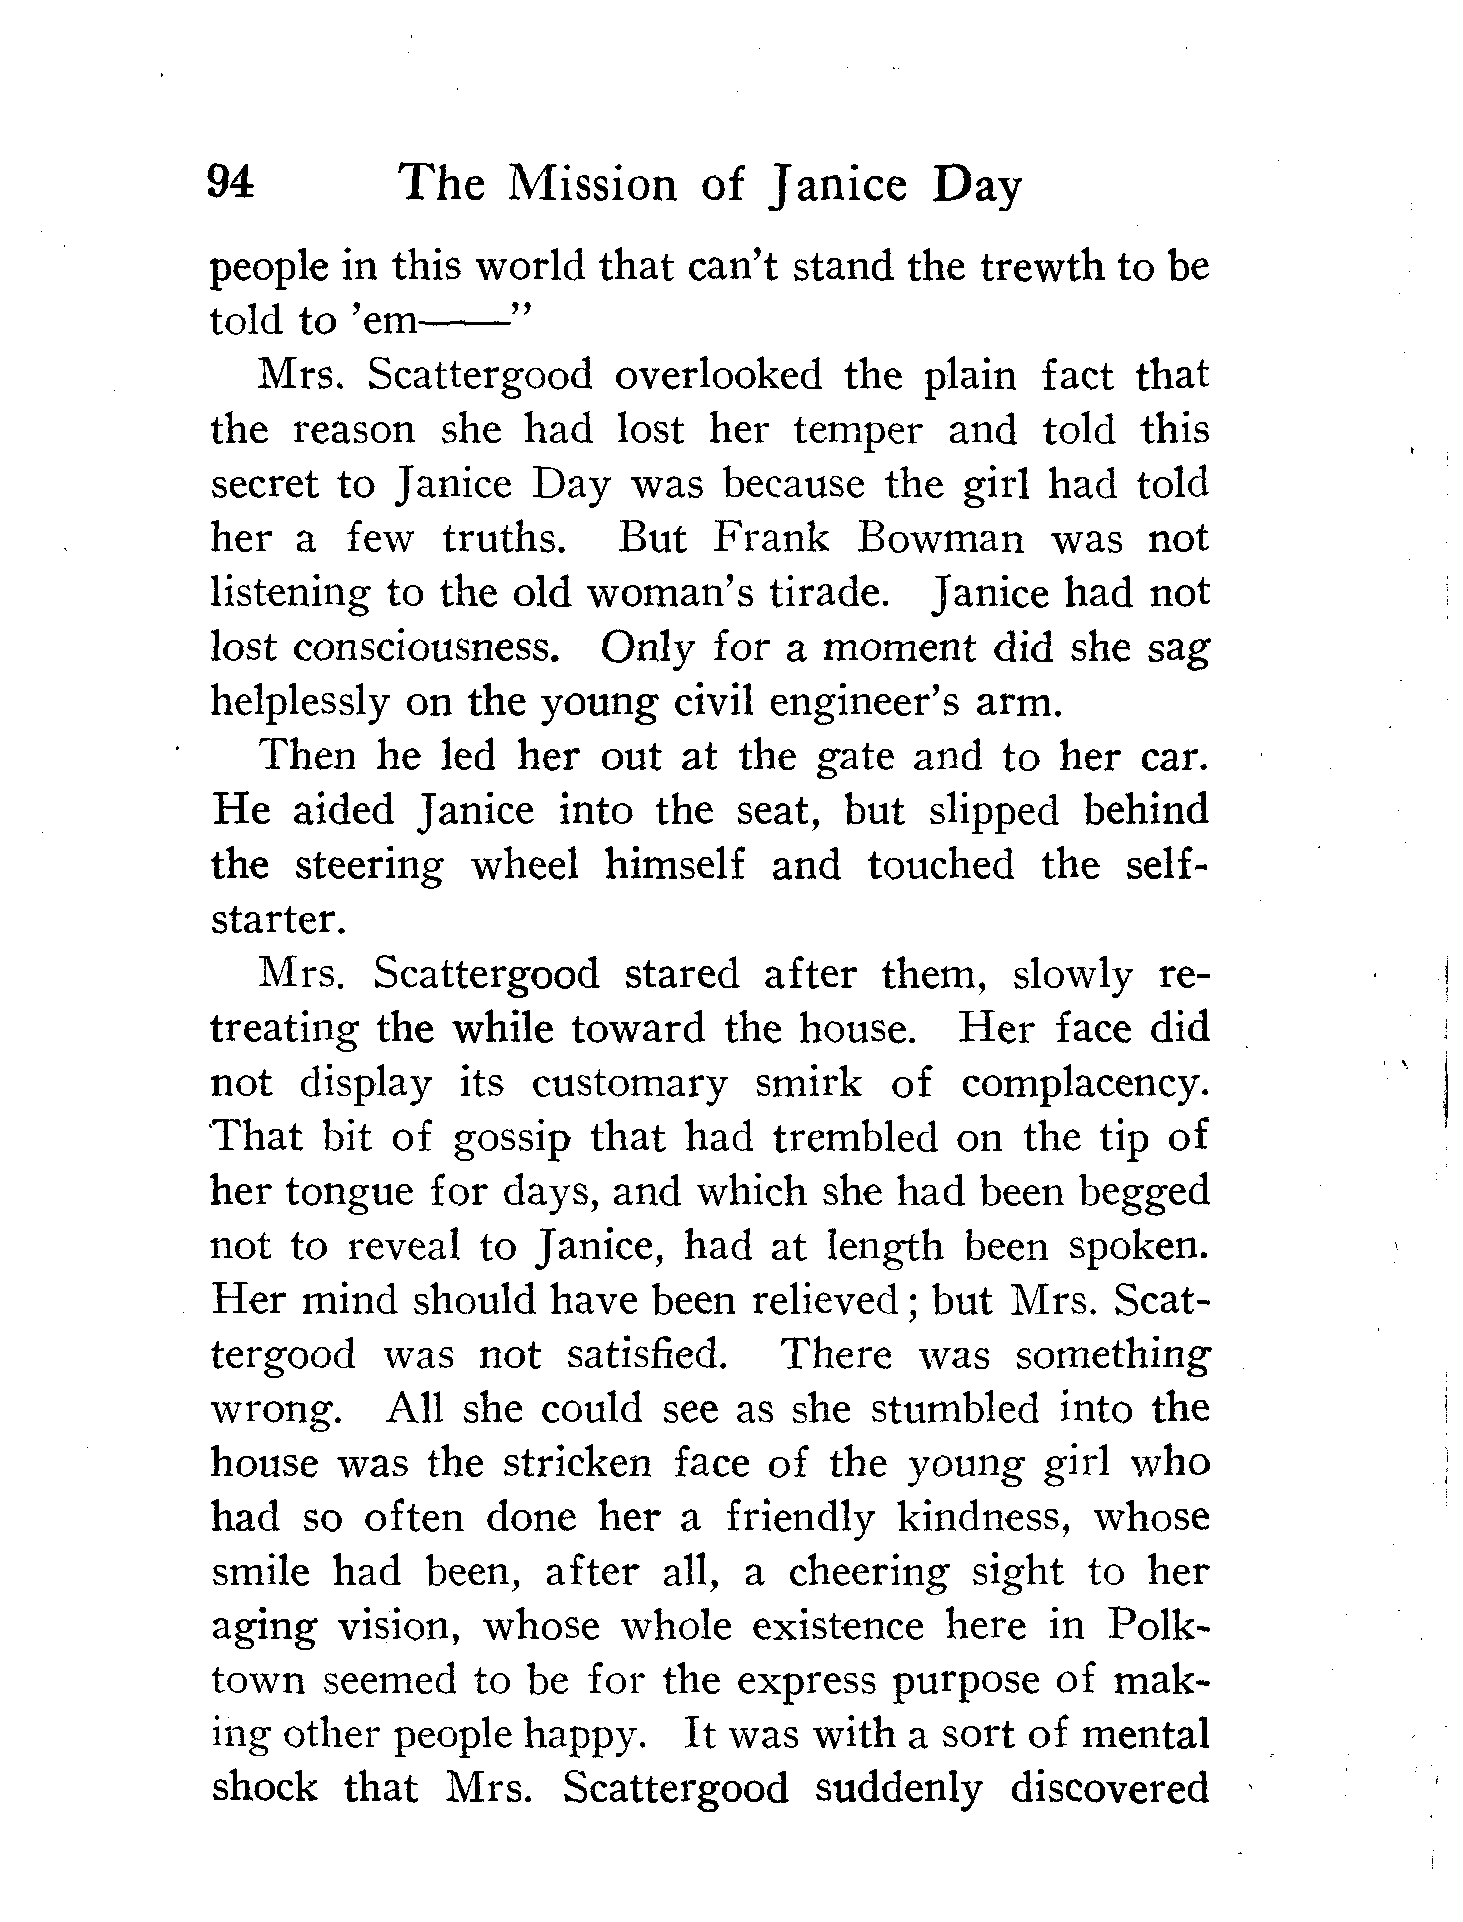 94 The Mission of Janice Day
people in this world that can't stand the trewth to be
told to 'em——"
Mrs. Scattergood overlooked the plain fact that
the reason she had lost her temper and told this
secret to Janice Day was because the girl had told
her a few truths. But Frank Bowman was not
listening to the old woman's tirade. Janice had not
lost consciousness. Only for a moment did she sag
helplessly on the young civil engineer's arm.
Then he led her out at the gate and to her car.
He aided Janice into the seat, but slipped behind
the steering wheel himself and touched the self-
starter.
Mrs. Scattergood stared after them, slowly re-
treating the while toward the house. Her face did
not display its customary smirk of complacency.
That bit of gossip that had trembled on the tip of
her tongue for days, and which she had been begged
not to reveal to Janice, had at length been spoken.
Her mind should have been relieved; but Mrs. Scat-
tergood was not satisfied. There was something
wrong. All she could see as she stumbled into the
house was the stricken face of the young girl who
had so often done her a friendly kindness, whose
smile had been, after all, a cheering sight to her
aging vision, whose whole existence here in Polk-
town seemed to be for the express purpose of mak-
ing other people happy. It was with a sort of mental
shock that Mrs. Scattergood suddenly discovered